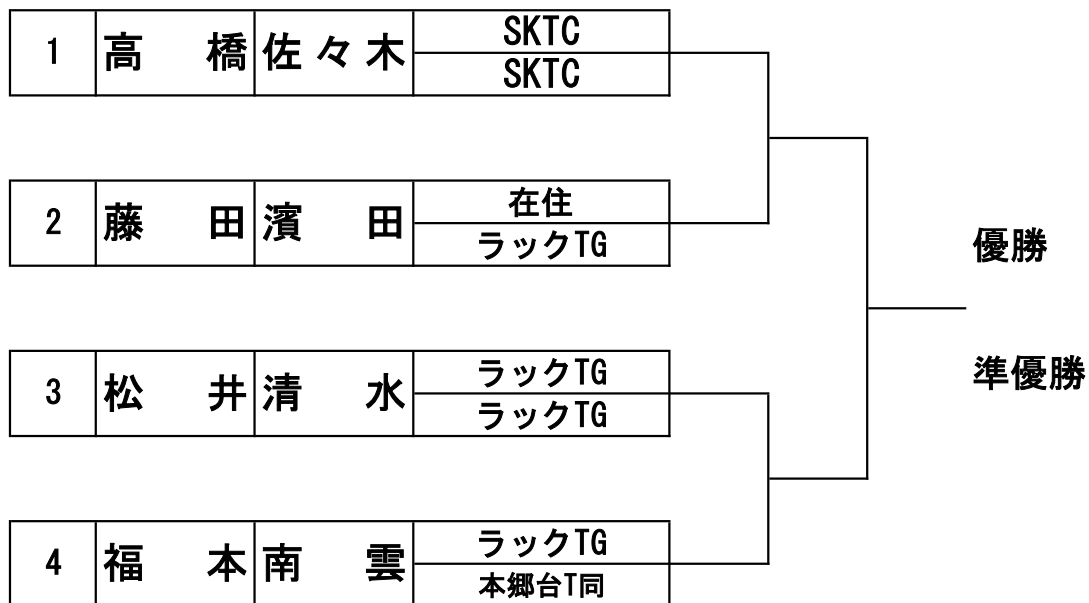 1 高橋 佐々木 SKTC
SKTC
2 藤田 濱田 在住
ラックTG
優勝
3 松井 清水 ラックTG
ラックTG
準優勝
4 福本 南雲 ラックTG
本郷台T同